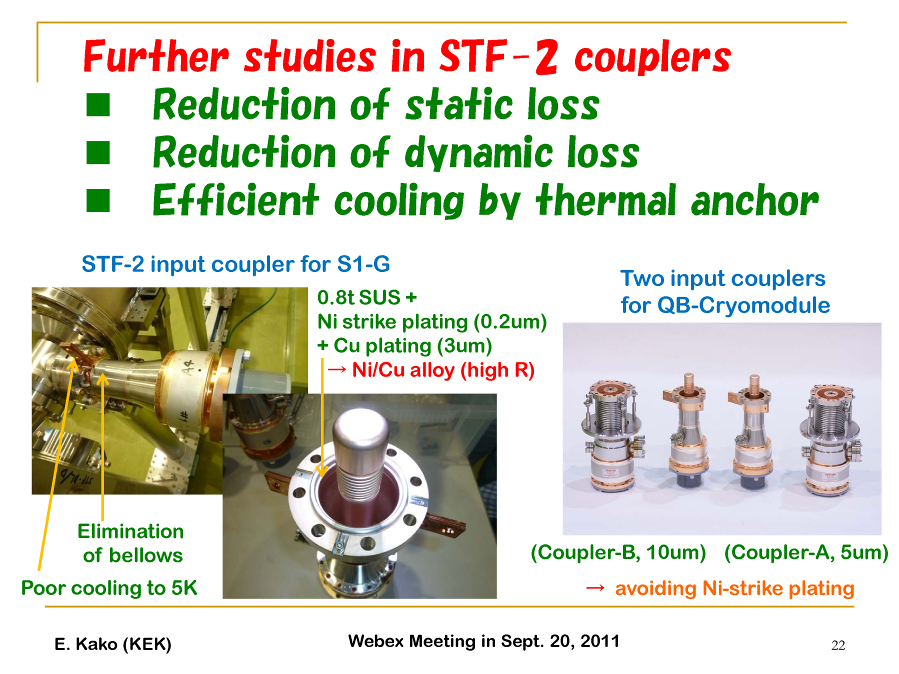 Further studies in STF-2 couplers
■ Reduction of static loss
■ Reduction of dynamic loss
■ Efficient cooling by thermal anchor
STF-2 input coupler for S1-G
0.8t SUS +
Ni strike plating (0.2um)
+ Cu plating (3um)
→ Ni/Cu alloy (high R)
Two input couplers
for QB-Cryomodule
A4
Elimination
of bellows
Poor cooling to 5K
(Coupler-B, 10um) (Coupler-A, 5um)
→ avoiding Ni-strike plating
E. Kako (KEK)
Webex Meeting in Sept. 20, 2011
22